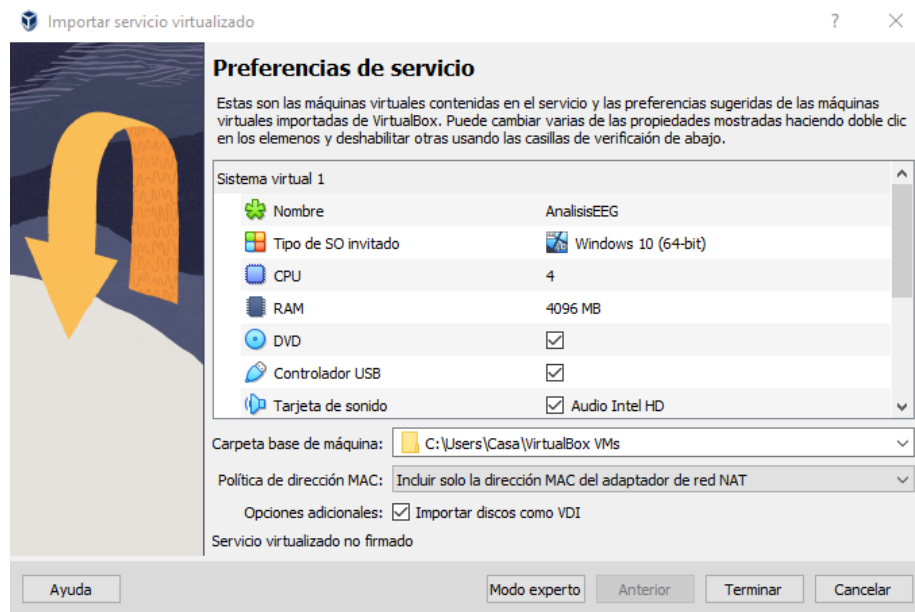 Importar servicio virtualizado
Preferencias de servicio
Estas son las máquinas virtuales contenidas en el servicio y las preferencias sugeridas de las máquinas
virtuales importadas de VirtualBox. Puede cambiar varias de las propiedades mostradas haciendo doble clic
en los elemenos y deshabilitar otras usando las casillas de verificaión de abajo.
Sistema virtual 1
Nombre AnalisisEEG
Tipo de SO invitado Windows 10 (64-bit)
CPU 4
RAM 4096 MB
DVD
Controlador USB
Tarjeta de sonido Audio Intel HD
Carpeta base de máquina: C:\Users\Casa\VirtualBox VMs
Política de dirección MAC: Incluir solo la dirección MAC del adaptador de red NAT
Opciones adicionales: Importar discos como VDI
Servicio virtualizado no firmado
Ayuda Modo experto Anterior Terminar Cancelar